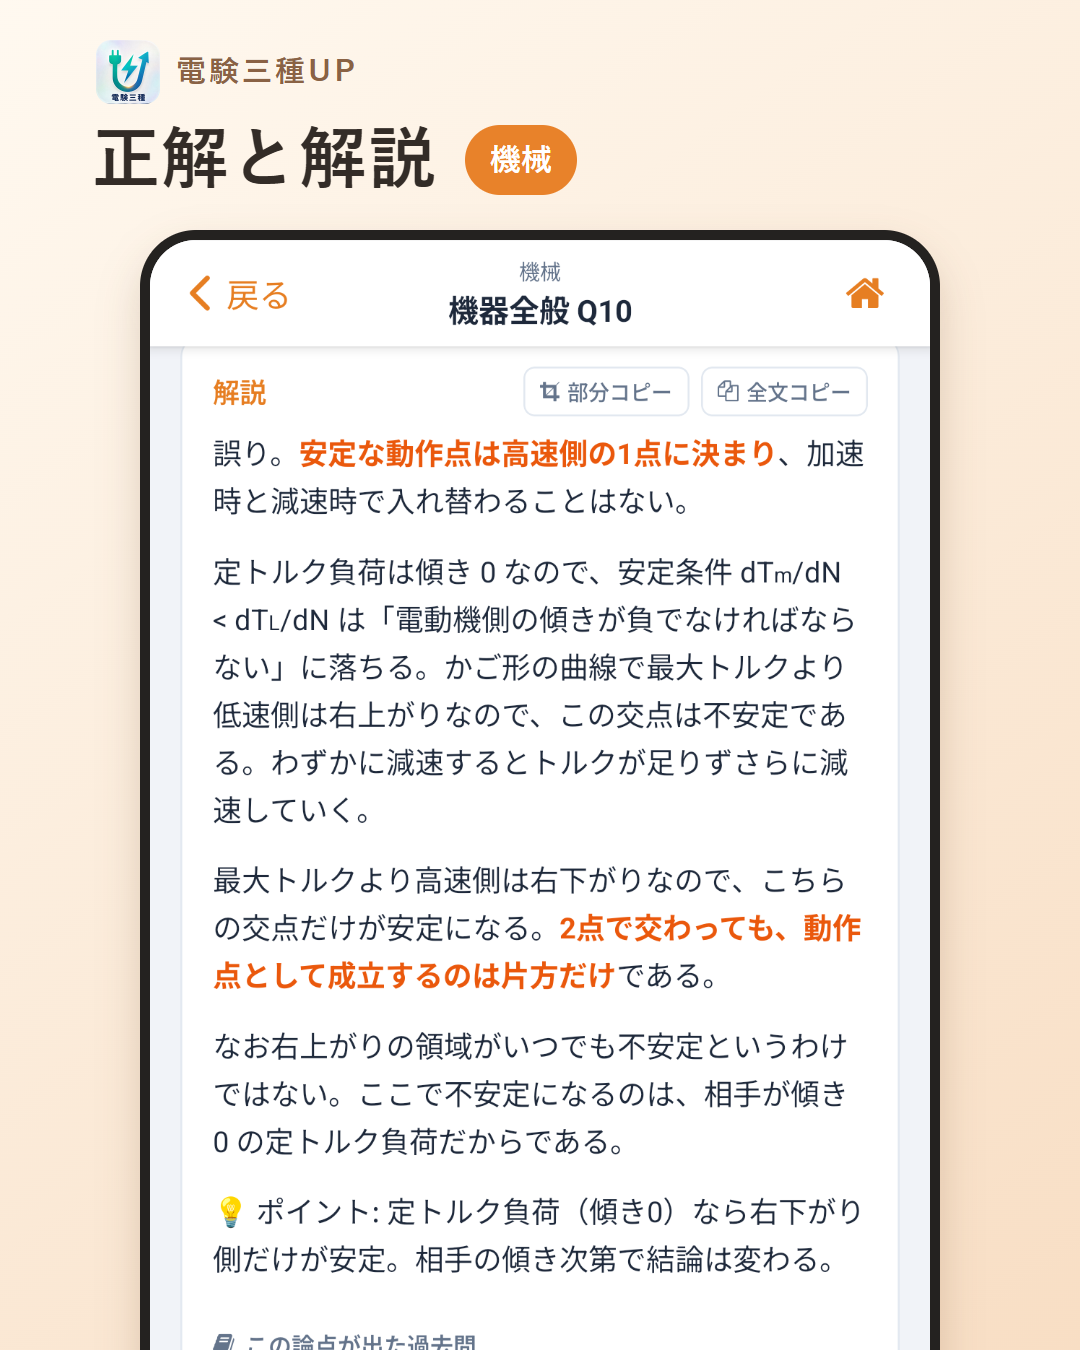 電験三種
電験三種UP
正解と解説
機械
戻る
機械
機器全般 Q10
解説
部分コピー
全文コピー
誤り。安定な動作点は高速側の1点に決まり、加速
時と減速時で入れ替わることはない。
定トルク負荷は傾き 0 なので、安定条件 dTm/dN
< dTL/dN は「電動機側の傾きが負でなければなら
ない」に落ちる。かご形の曲線で最大トルクより
低速側は右上がりなので、この交点は不安定であ
る。わずかに減速するとトルクが足りずさらに減
速していく。
最大トルクより高速側は右下がりなので、こちら
の交点だけが安定になる。2点で交わっても、動作
点として成立するのは片方だけである。
なお右上がりの領域がいつでも不安定というわけ
ではない。ここで不安定になるのは、相手が傾き
0 の定トルク負荷だからである。
💡 ポイント: 定トルク負荷（傾き0）なら右下がり
側だけが安定。相手の傾き次第で結論は変わる。
この論点が出た過去問